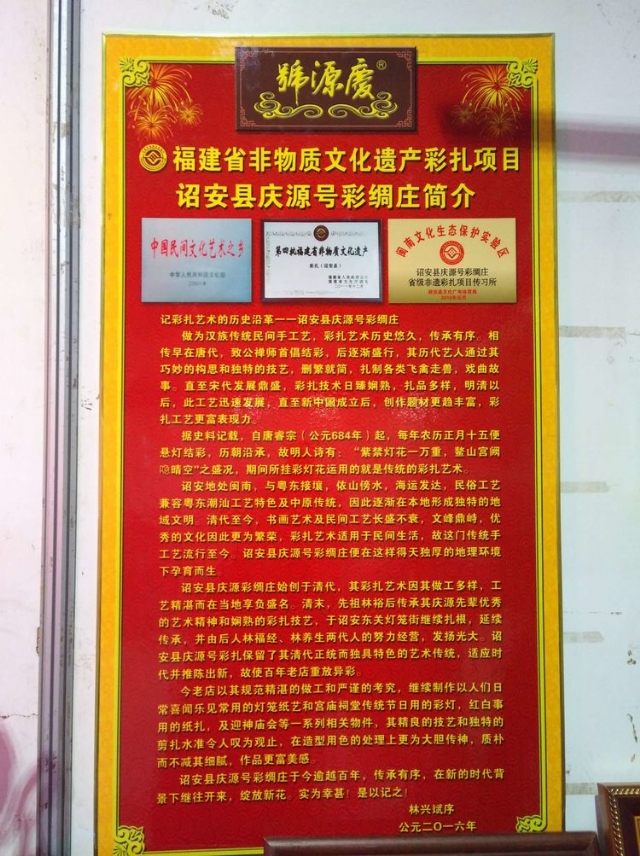 號源慶®
福建省非物质文化遗产彩扎项目
诏安县庆源号彩绸庄简介
中国民间文化艺术之乡
第四批福建省非物质文化遗产
彩扎（诏安县）
闽南文化生态保护实验区
诏安县庆源号彩绸庄
省级非遗彩扎项目传习所
记彩扎艺术的历史沿革一一诏安县庆源号彩绸庄
做为汉族传统民间手工艺，彩扎艺术历史悠久，传承有序。相
传早在唐代，致公禅师首倡结彩，后逐渐盛行，其历代艺人通过其
巧妙的构思和独特的技艺，删繁就简，扎制各类飞禽走兽，戏曲故
事。直至宋代发展鼎盛，彩扎技术日臻娴熟，扎品多样，明清以
后，此工艺迅速发展，直至新中国成立后，创作题材更趋丰富，彩
扎工艺更富表现力。
据史料记载，自唐睿宗（公元684年）起，每年农历正月十五便
悬灯结彩，历朝沿承，故明人诗有：“紫禁灯花一万重，鳌山宫阙
隐晴空”之盛况，期间所挂彩灯花运用的就是传统的彩扎艺术。
诏安地处闽南，与粤东接壤，依山傍水，海运发达，民俗工艺
兼容粤东潮汕工艺特色及中原传统，因此逐渐在本地形成独特的地
域文明。清代至今，书画艺术及民间工艺长盛不衰，文峰鼎峙，优
秀的文化因此更为繁荣，彩扎艺术适用于民间生活，故这门传统手
工艺流行至今。诏安县庆源号彩绸庄便在这样得天独厚的地理环境
下孕育而生。
诏安县庆源彩绸庄始创于清代，其彩扎艺术因其做工多样，工
艺精湛而在当地享负盛名。清末，先祖林裕后传承其庆源先辈优秀
的艺术精神和娴熟的彩扎技艺，于诏安东关灯笼街继续扎根，延续
传承，并由后人林福经、林养生两代人的努力经营，发扬光大。诏
安县庆源号彩扎保留了其清代正统而独具特色的艺术传统，适应时
代并推陈出新，故使百年老店重放异彩。
今老店以其规范精湛的做工和严谨的考究，继续制作以人们日
常喜闻乐见常用的灯笼纸艺和宫庙祠堂传统节日用的彩灯，红白事
用的纸扎，及迎神庙会等一系列相关物件，其精良的技艺和独特的
剪扎水准令人叹为观止，在造型用色的处理上更为大胆传神，质朴
而不减其细腻，作品更富美感。
诏安县庆源号彩绸庄于今逾越百年，传承有序，在新的时代背
景下继往开来，绽放新花。实为幸甚！是以记之！
林兴斌序
公元二〇一六年